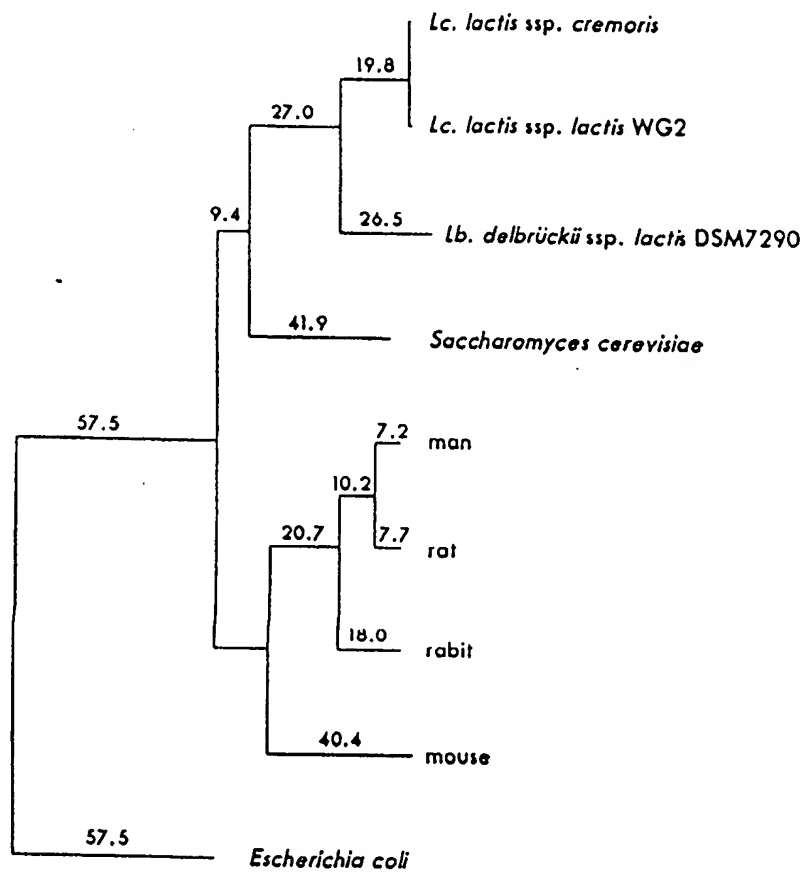 Lc. lactis ssp. cremoris
19.8
27.0
Lc. lactis ssp. lactis WG2
9.4
26.5
Lb. delbrückii ssp. lactis DSM7290
41.9
Saccharomyces cerevisiae
57.5
7.2
man
10.2
20.7
7.7
rat
18.0
rabit
40.4
mouse
57.5
Escherichia coli